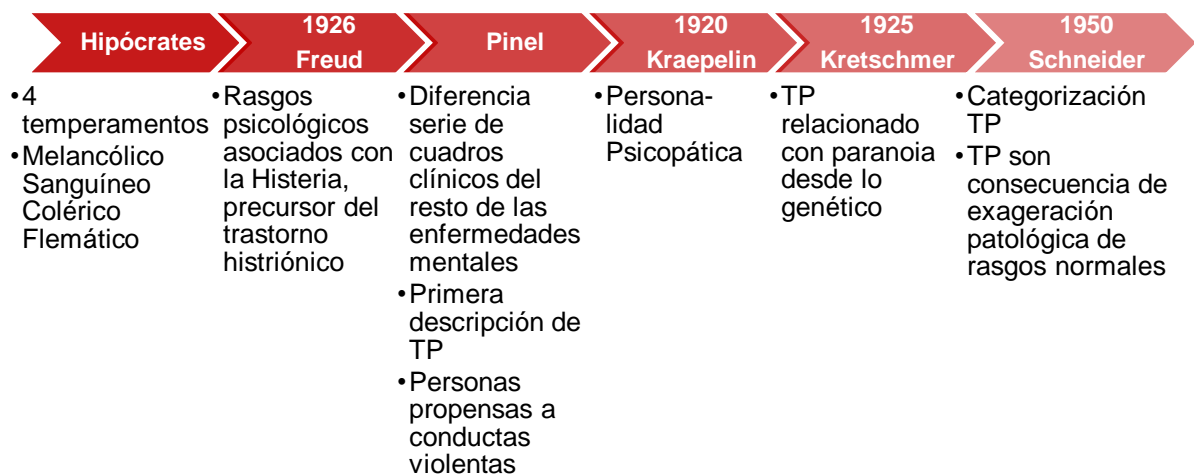 Hipócrates
1926
Freud
Pinel
1920
Kraepelin
1925
Kretschmer
1950
Schneider
•4
temperamentos
•Melancólico
Sanguíneo
Colérico
Flemático
•Rasgos
psicológicos
asociados con
la Histeria,
precursor del
trastorno
histriónico
•Diferencia
serie de
cuadros
clínicos del
resto de las
enfermedades
mentales
•Primera
descripción de
TP
•Personas
propensas a
conductas
violentas
•Persona-
lidad
Psicopática
•TP
relacionado
con paranoia
desde lo
genético
•Categorización
TP
•TP son
consecuencia de
exageración
patológica de
rasgos normales